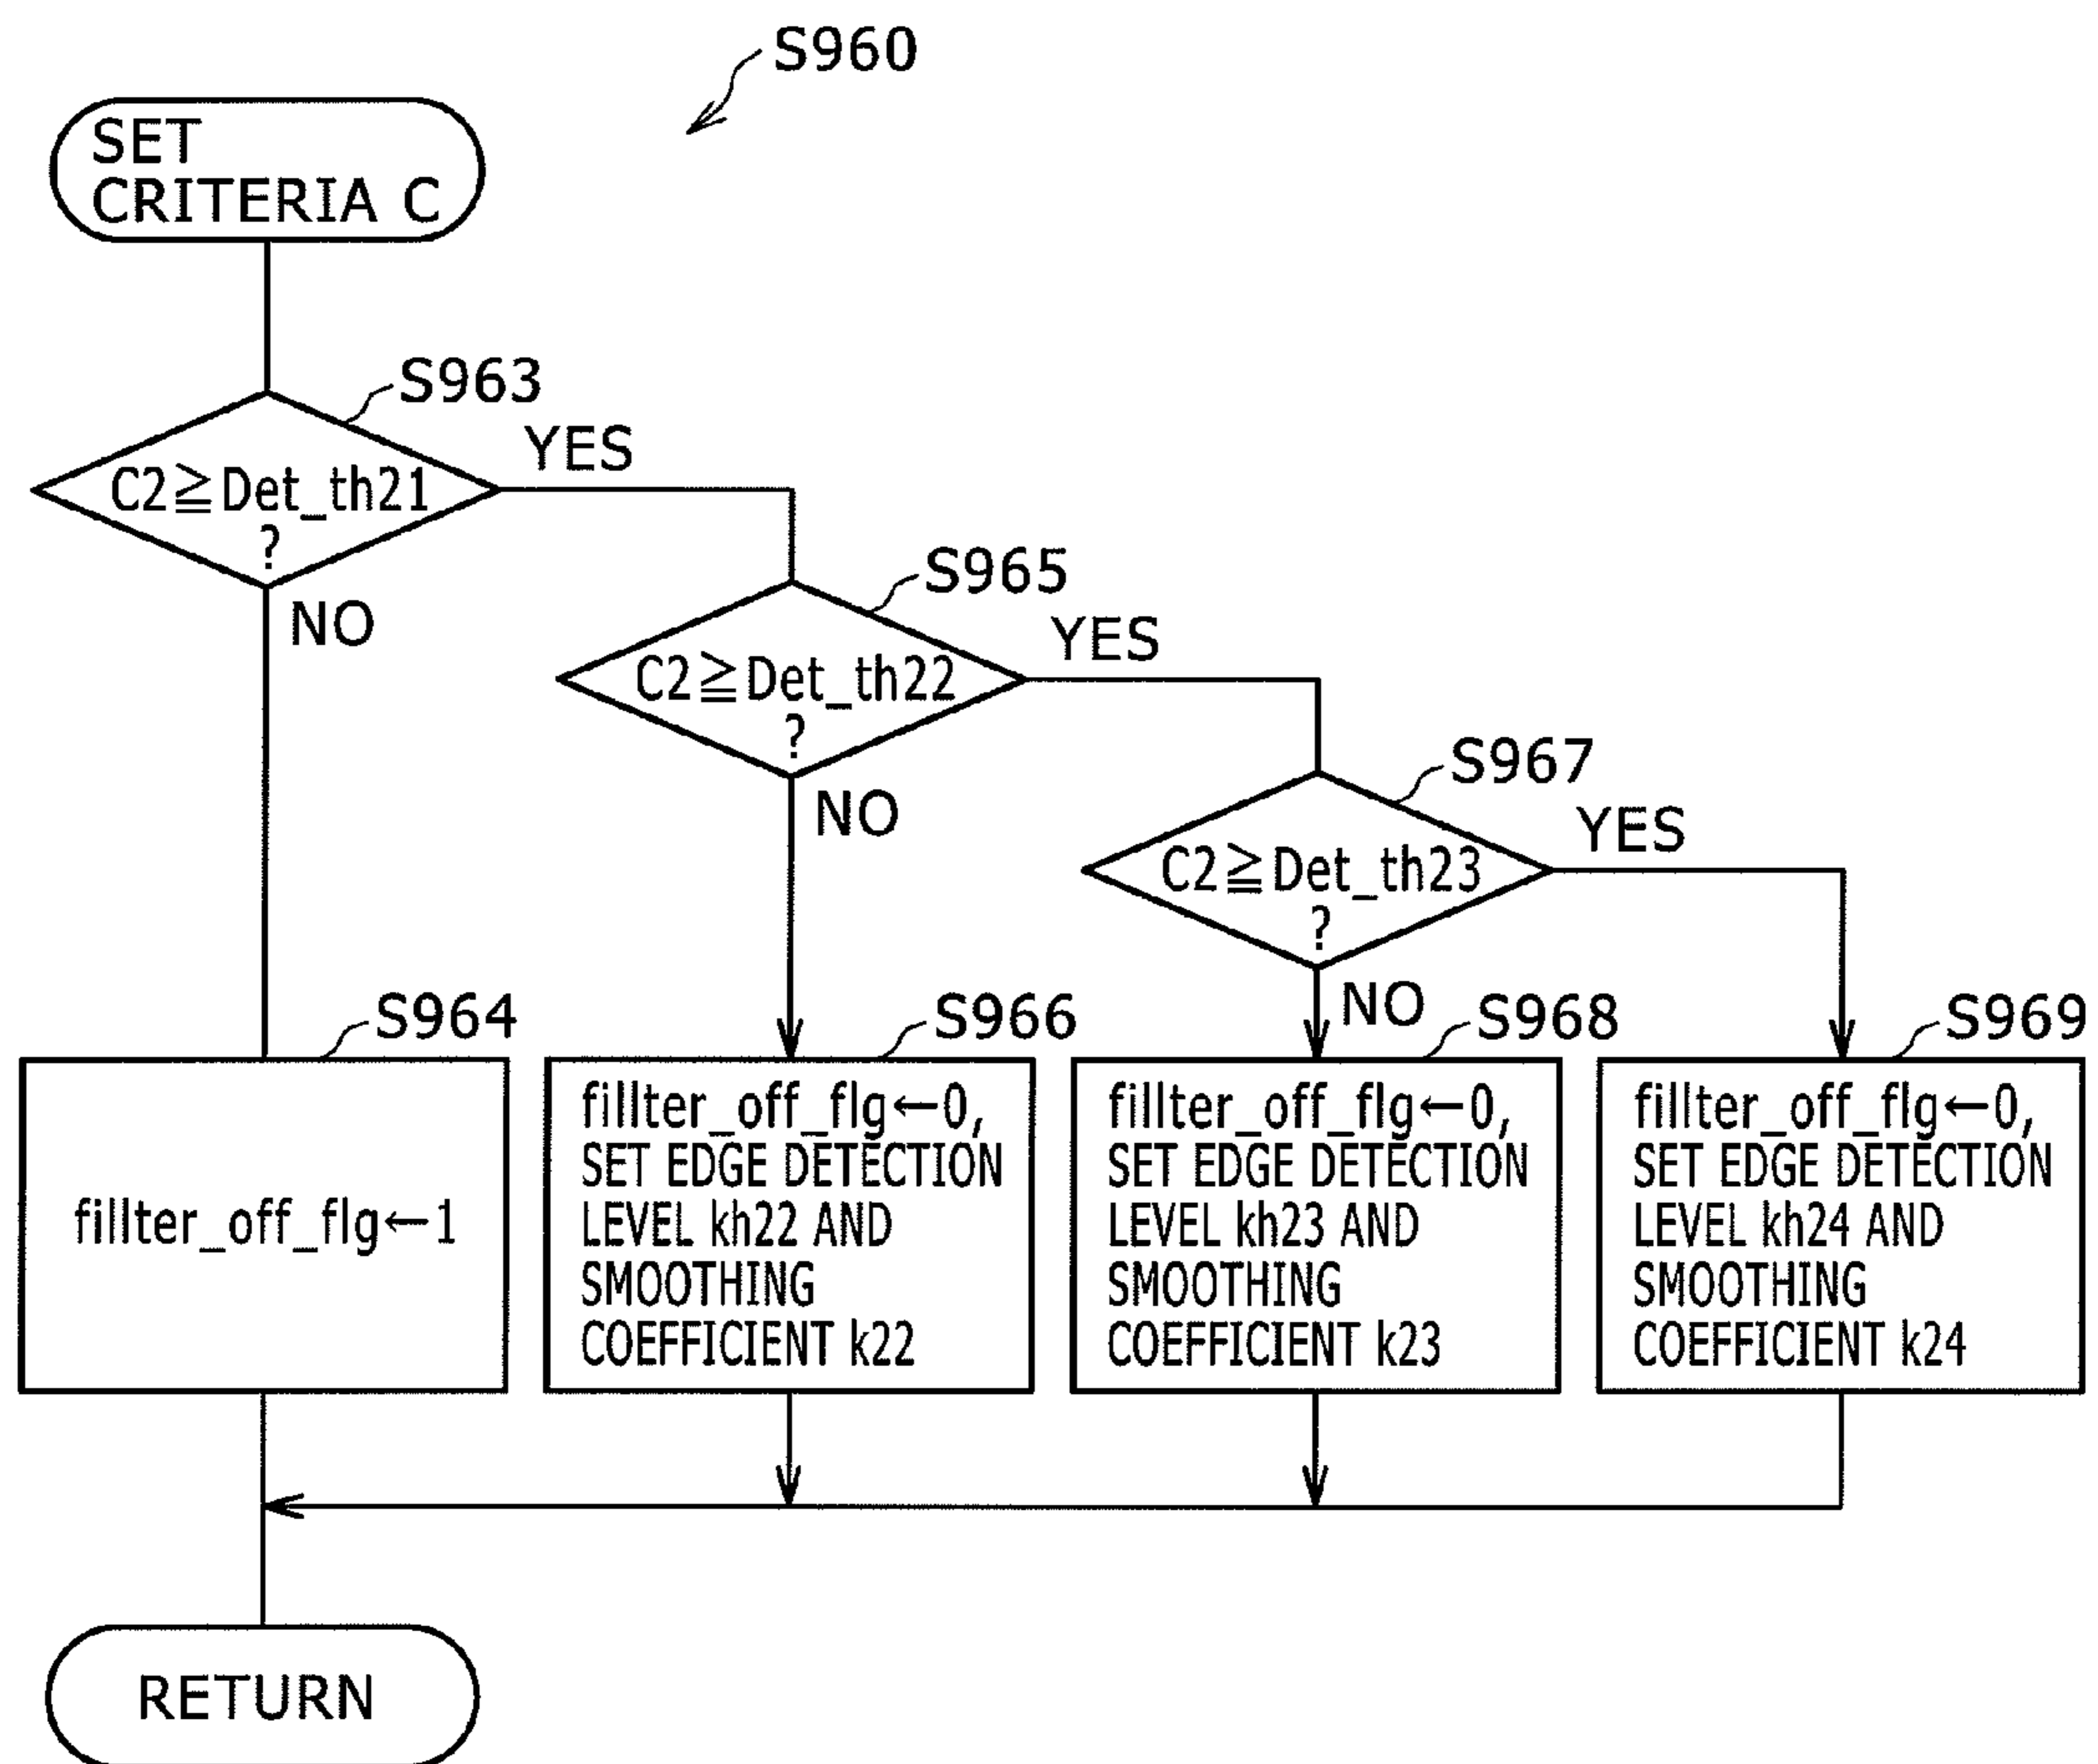 S960
SET
CRITERIA C
S963
C2≧Det_th21
?
YES
NO
S965
C2≧Det_th22
?
YES
NO
S967
C2≧Det_th23
?
YES
NO
S964
fillter_off_flg←1
S966
fillter_off_flg←0,
SET EDGE DETECTION
LEVEL kh22 AND
SMOOTHING
COEFFICIENT k22
S968
fillter_off_flg←0,
SET EDGE DETECTION
LEVEL kh23 AND
SMOOTHING
COEFFICIENT k23
S969
fillter_off_flg←0,
SET EDGE DETECTION
LEVEL kh24 AND
SMOOTHING
COEFFICIENT k24
RETURN